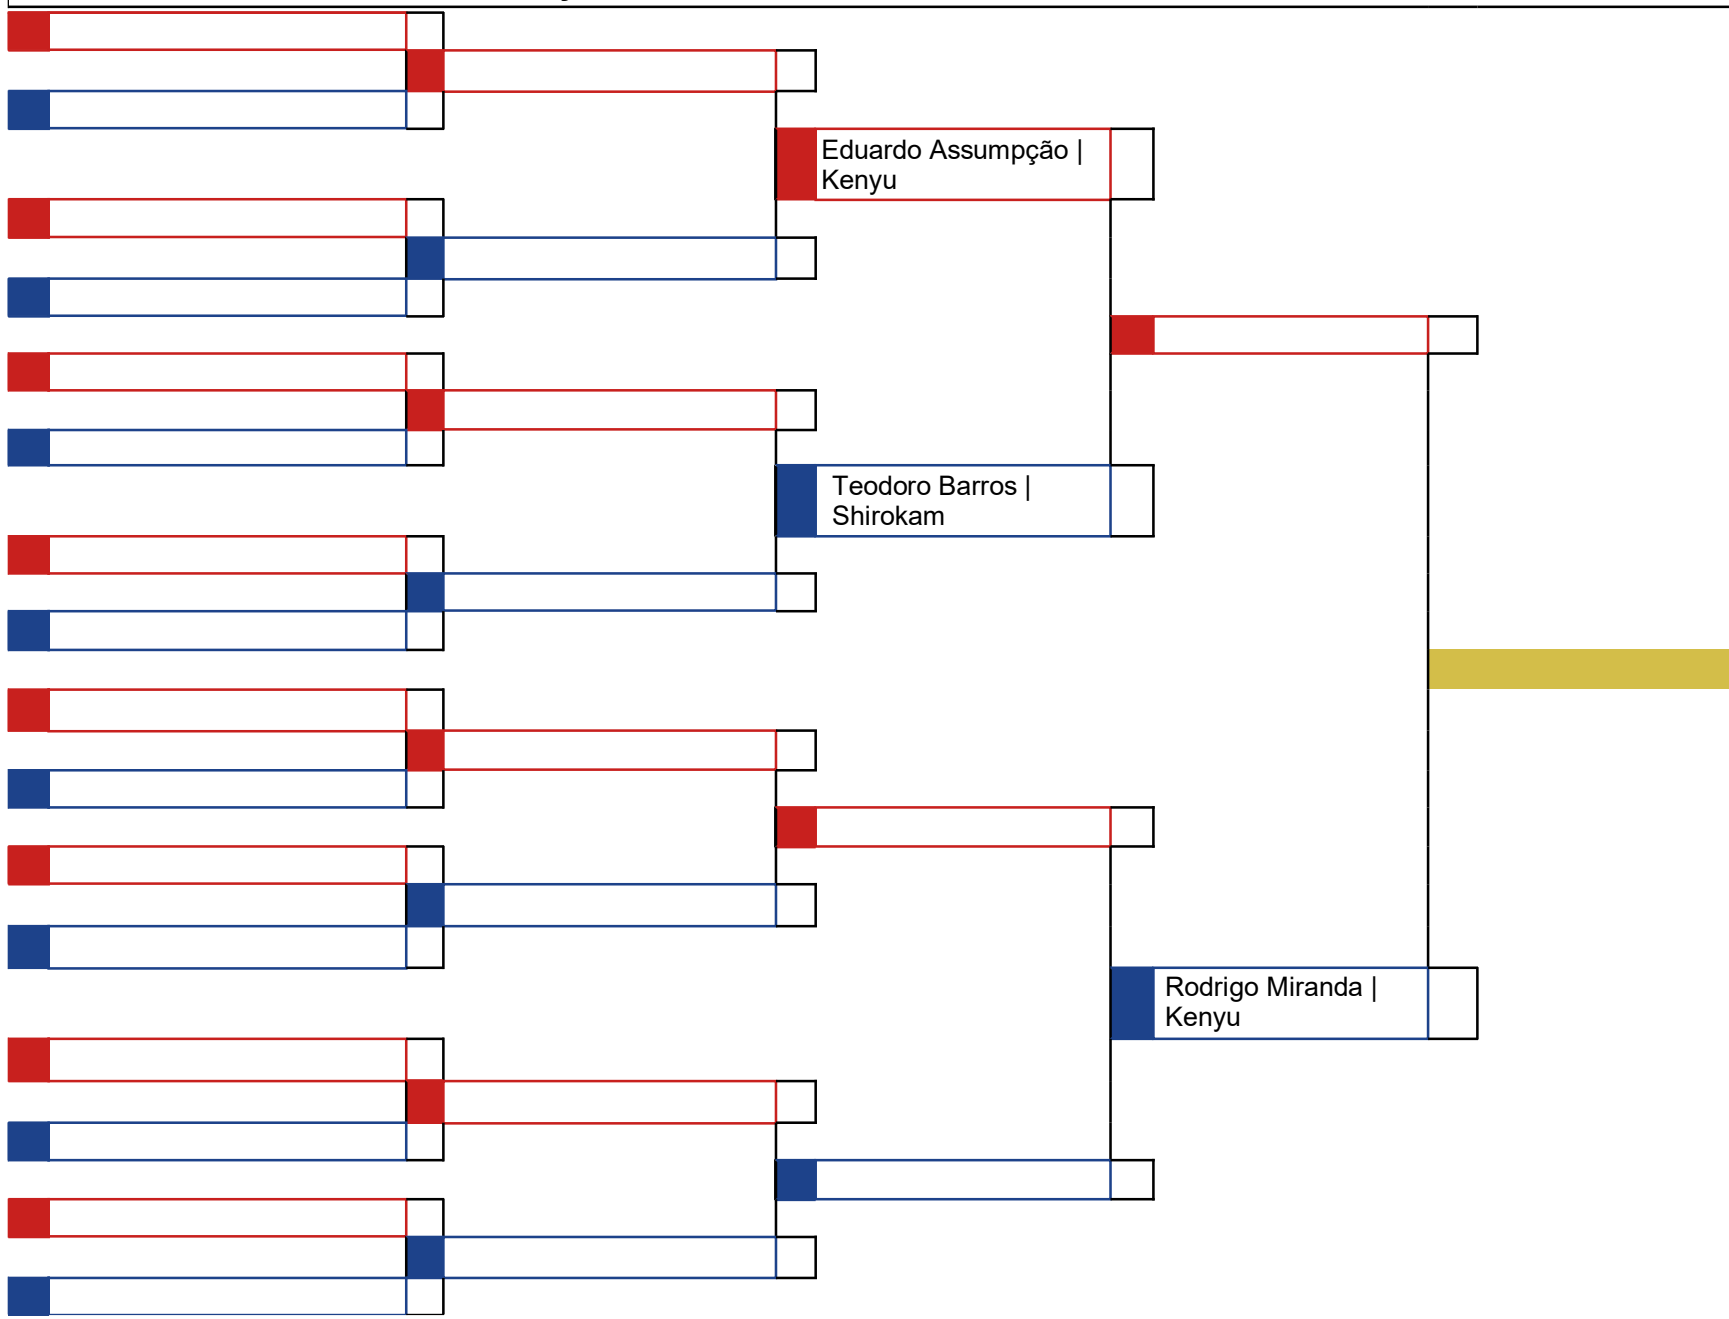 Eduardo Assumpção |
Kenyu
Teodoro Barros |
Shirokam
Rodrigo Miranda |
Kenyu